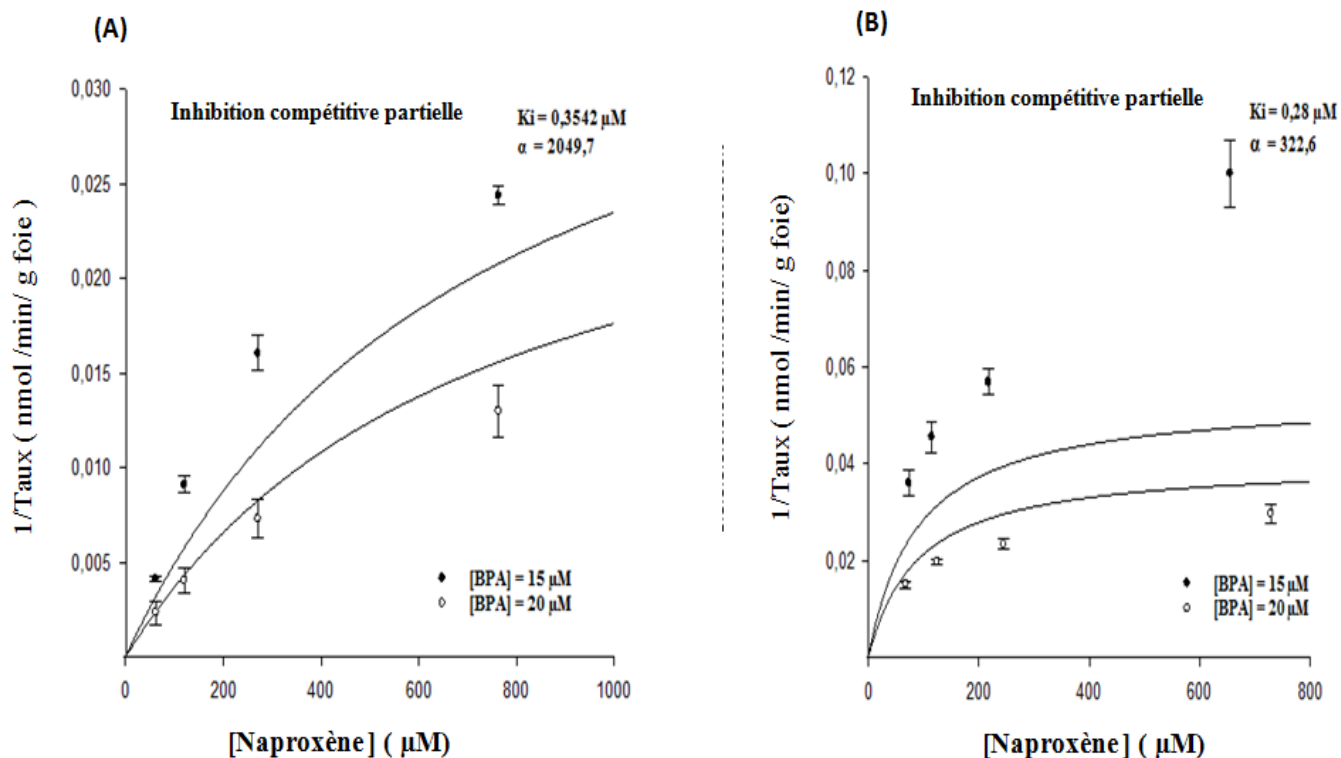 (A)
Inhibition compétitive partielle
Ki = 0,3542 µM
α = 2049,7
1/Taux ( nmol /min/ g foie )
0,030
0,025
0,020
0,015
0,010
0,005
[BPA] = 15 µM
[BPA] = 20 µM
0 200 400 600 800 1000
[Naproxène] ( µM)
(B)
Inhibition compétitive partielle
Ki = 0,28 µM
α = 322,6
1/Taux ( nmol/min/ g foie)
0,12
0,10
0,08
0,06
0,04
0,02
[BPA] = 15 µM
[BPA] = 20 µM
0 200 400 600 800
[Naproxène] ( µM)